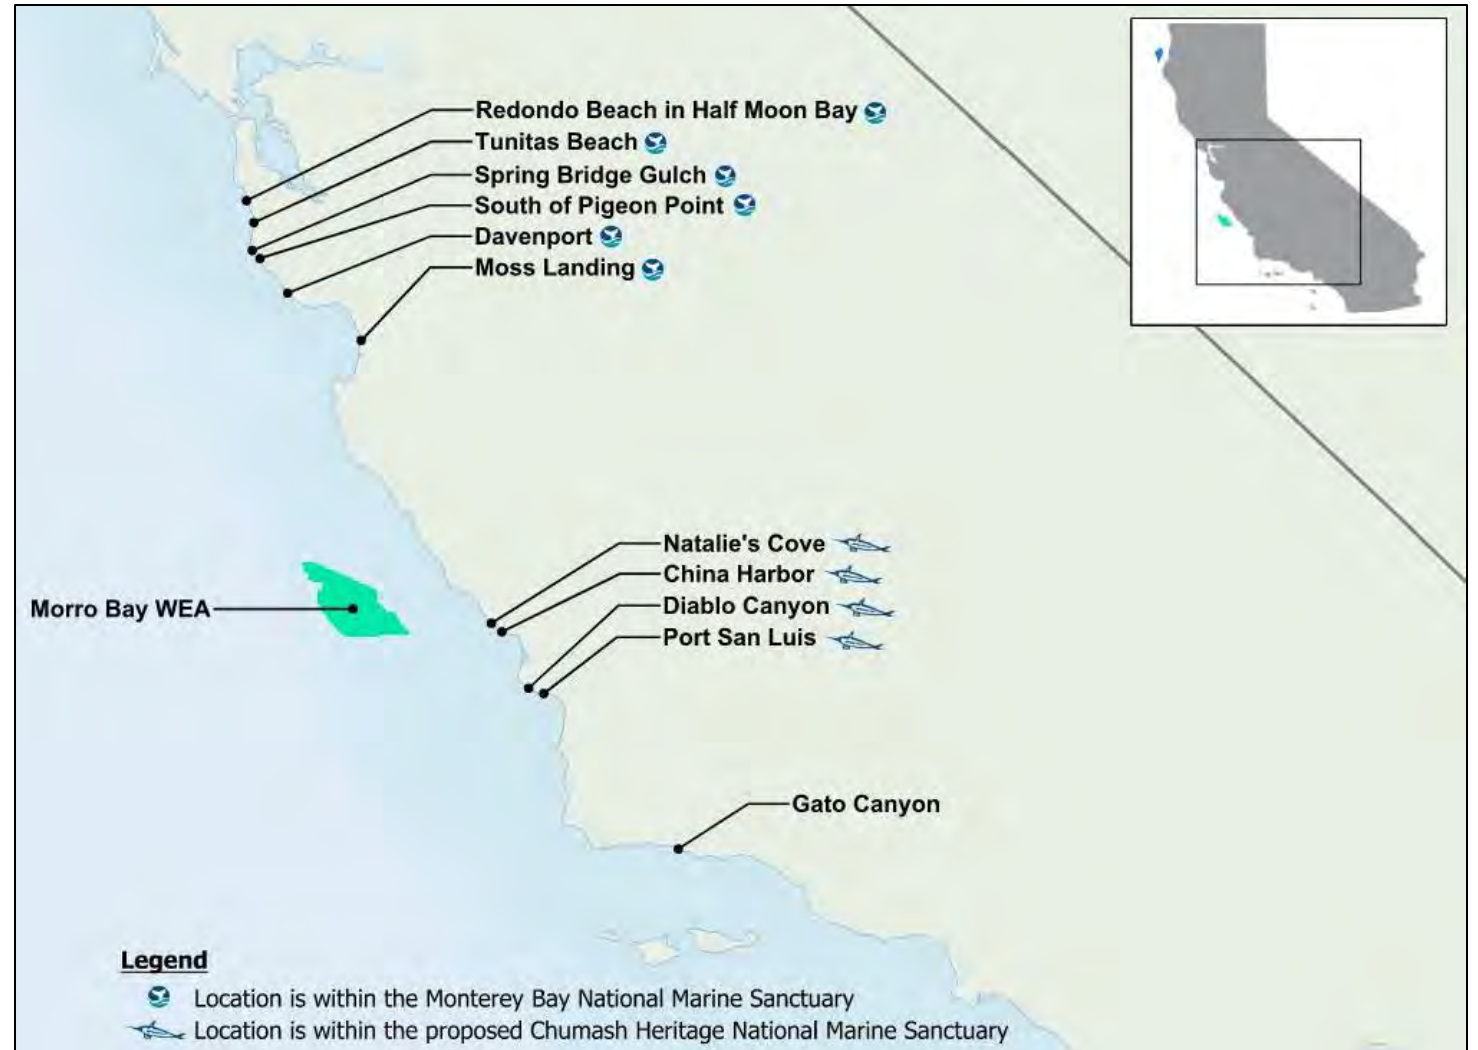 Redondo Beach in Half Moon Bay
Tunitas Beach
Spring Bridge Gulch
South of Pigeon Point
Davenport
Moss Landing
Natalie's Cove
China Harbor
Diablo Canyon
Port San Luis
Morro Bay WEA
Gato Canyon
Legend
Location is within the Monterey Bay National Marine Sanctuary
Location is within the proposed Chumash Heritage National Marine Sanctuary